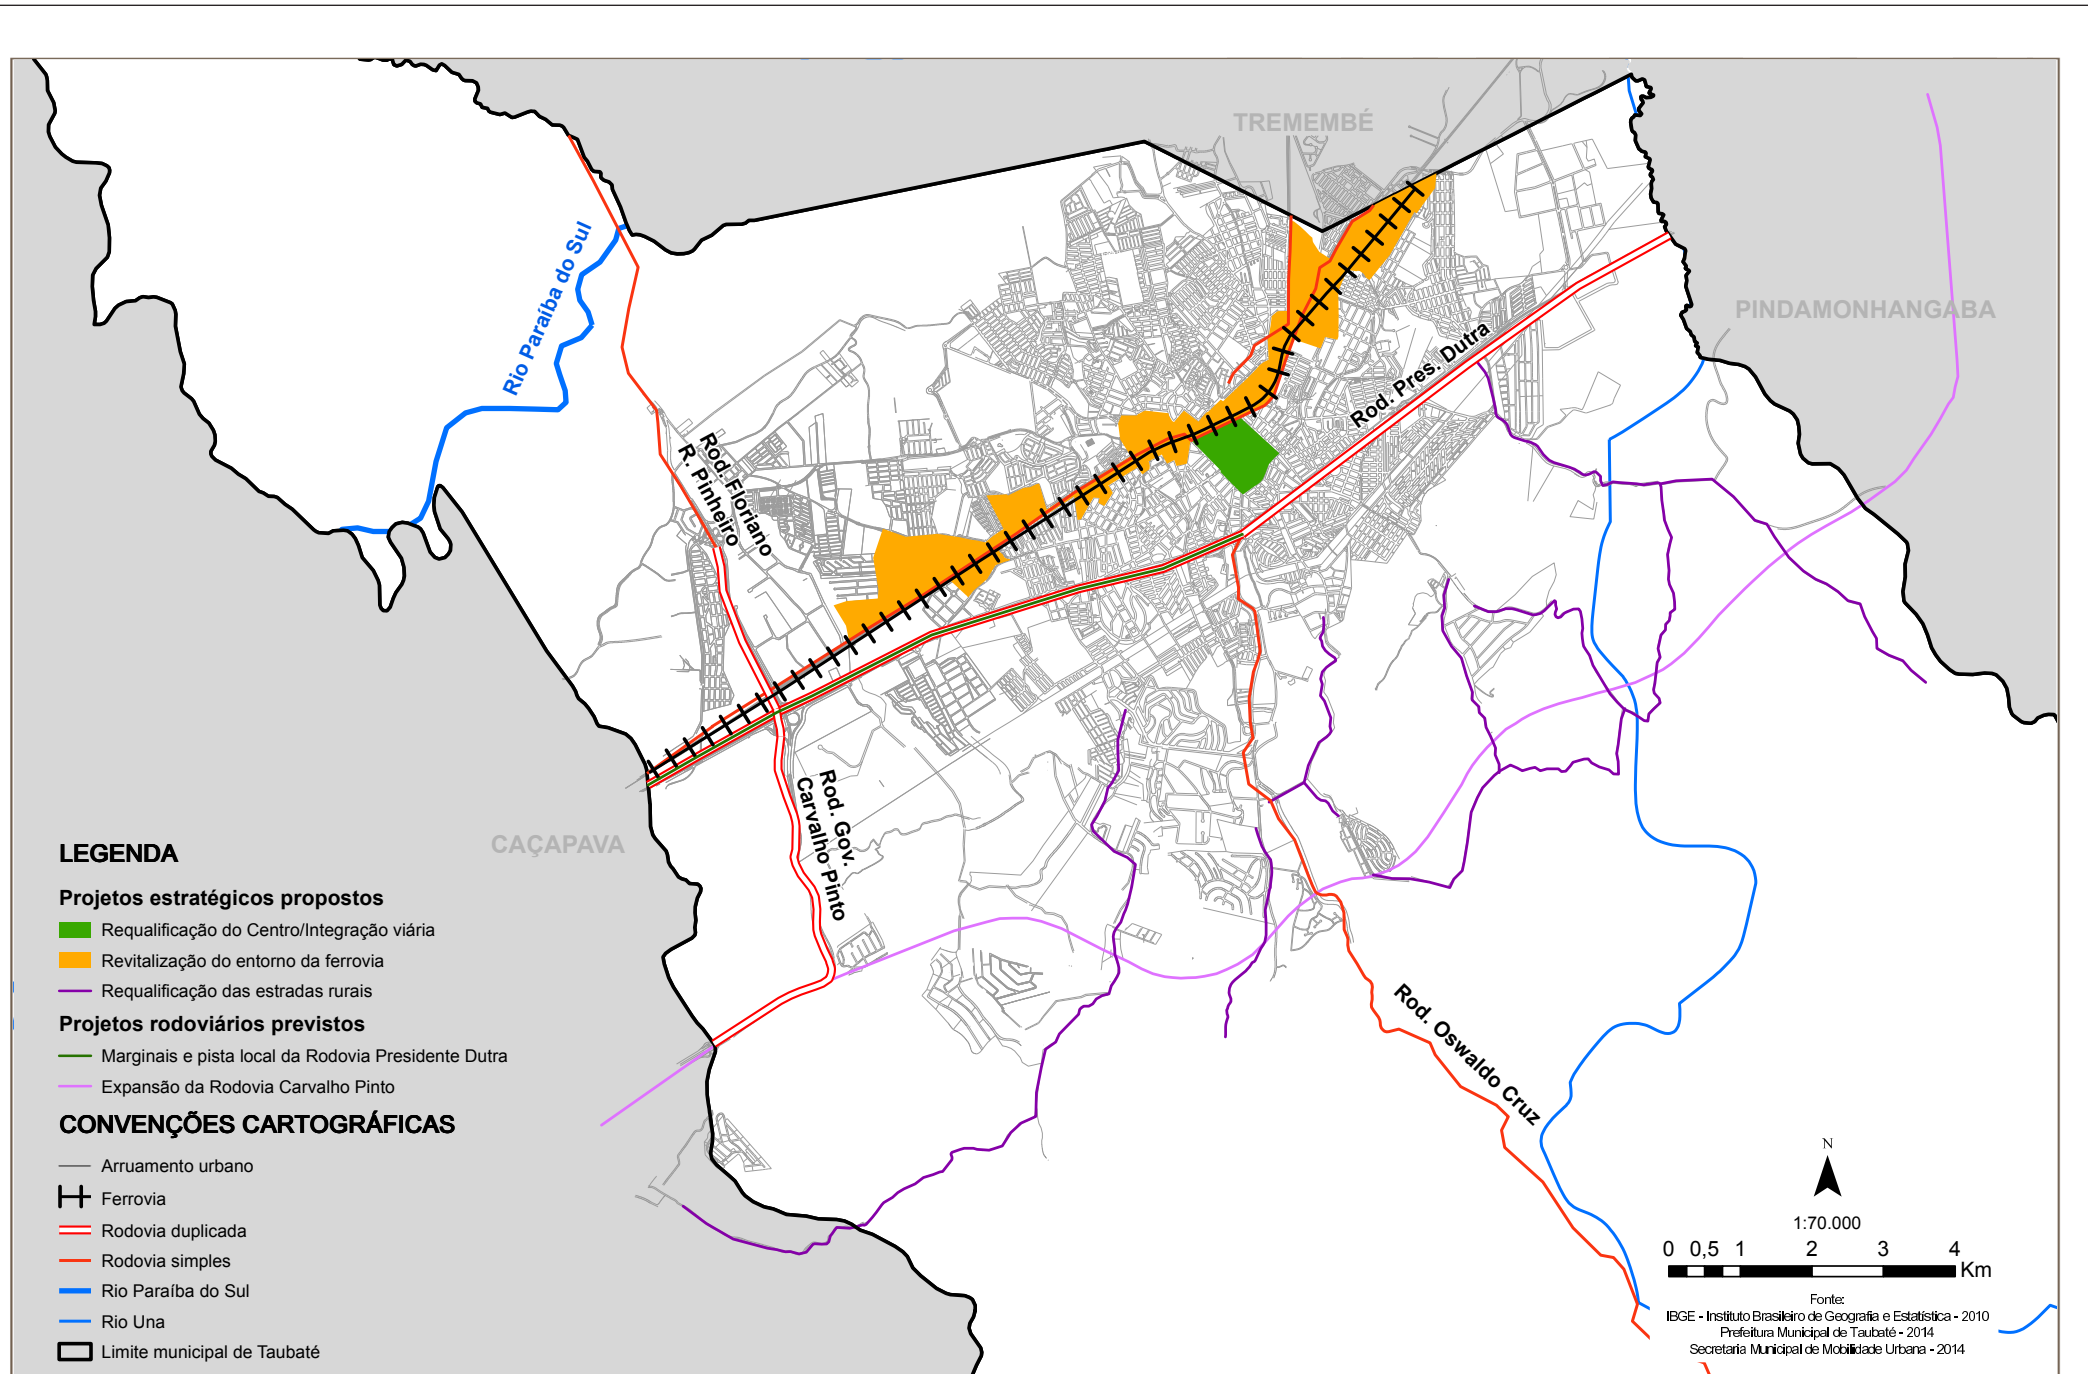 TREMEMBÉ
PINDAMONHANGABA
Rio Paraíba do Sul
Rod. Pres. Dutra
Rod. Floriano
R. Pinheiro
Rod. Gov.
Carvalho Pinto
CAÇAPAVA
Rod. Oswaldo Cruz
LEGENDA
Projetos estratégicos propostos
Requalificação do Centro/Integração viária
Revitalização do entorno da ferrovia
Requalificação das estradas rurais
Projetos rodoviários previstos
Marginais e pista local da Rodovia Presidente Dutra
Expansão da Rodovia Carvalho Pinto
CONVENÇÕES CARTOGRÁFICAS
Arruamento urbano
Ferrovia
Rodovia duplicada
Rodovia simples
Rio Paraíba do Sul
Rio Una
Limite municipal de Taubaté
N
1:70.000
0 0,5 1 2 3 4
Km
Fonte:
IBGE - Instituto Brasileiro de Geografia e Estatística - 2010
Prefeitura Municipal de Taubaté - 2014
Secretaria Municipal de Mobilidade Urbana - 2014